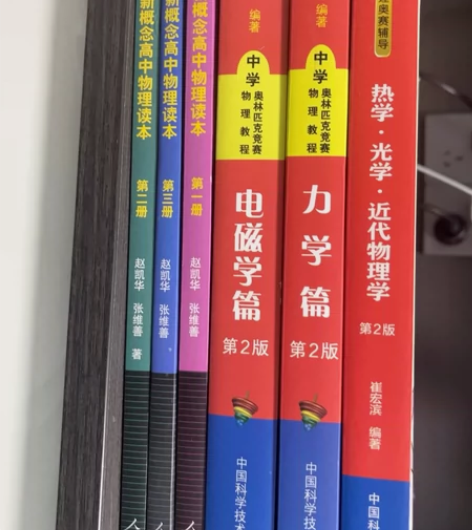 新概念高中物理读本
第二册
赵凯华 张维善 著
新概念高中物理读本
第三册
赵凯华 张维善
新概念高中物理读本
第一册
赵凯华 张维善
编著
中学
奥林匹克竞赛
物理教程
电磁学篇
第2版
中国科学技术
编著
中学
奥林匹克竞赛
物理教程
力学篇
第2版
中国科学技
奥赛辅导
热学·光学·近代物理学
第2版
崔宏滨 编著
中国